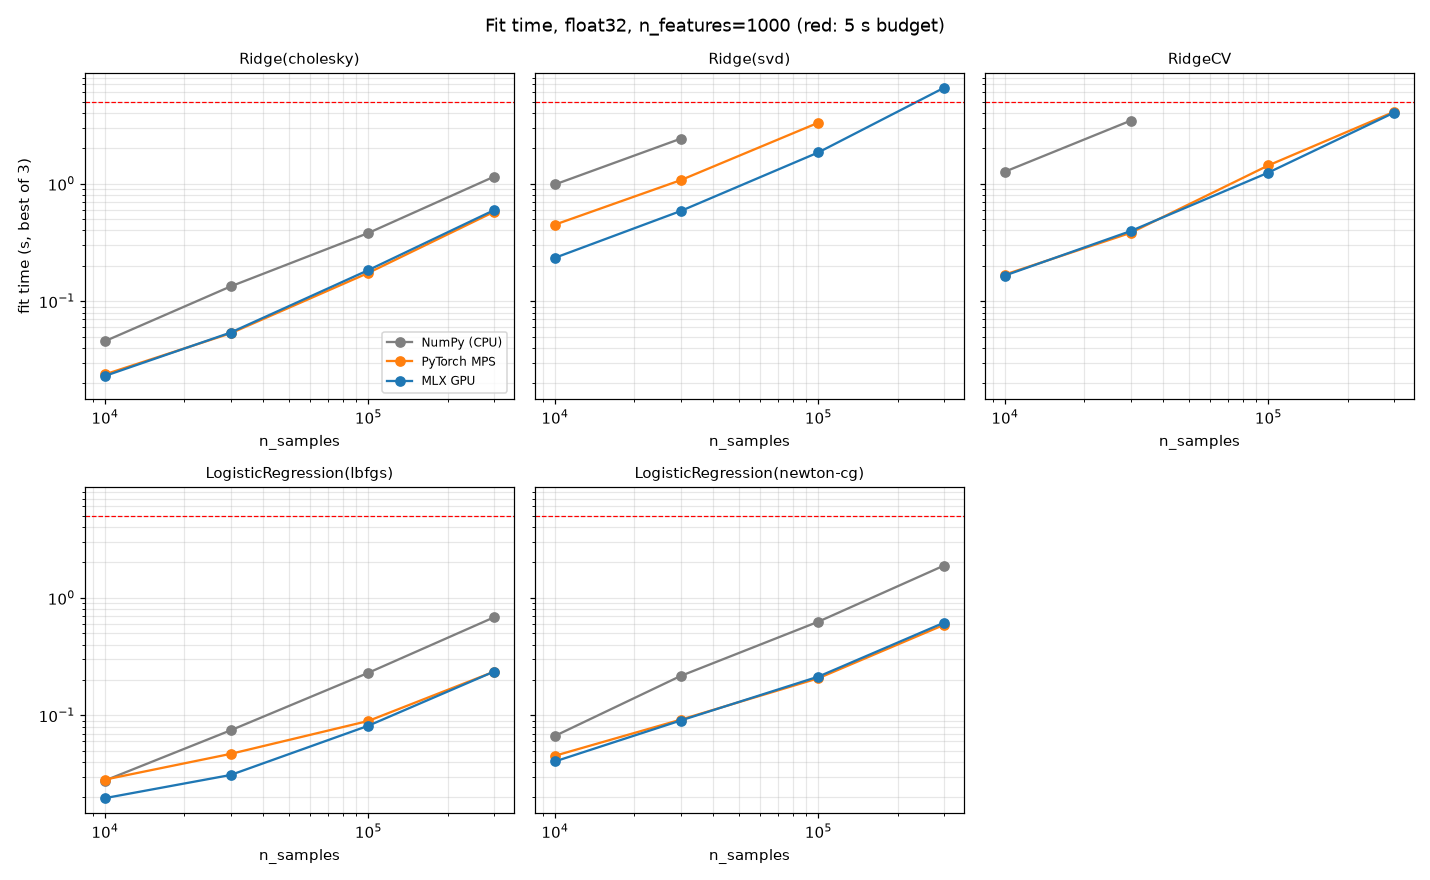 Fit time, float32, n_features=1000 (red: 5 s budget)
Ridge(cholesky)
Ridge(svd)
RidgeCV
fit time (s, best of 3)
10⁰
10⁻¹
NumPy (CPU)
PyTorch MPS
MLX GPU
10⁴ 10⁵
10⁴ 10⁵
10⁴ 10⁵
n_samples
n_samples
n_samples
LogisticRegression(lbfgs)
LogisticRegression(newton-cg)
10⁰
10⁻¹
10⁴ 10⁵
10⁴ 10⁵
n_samples
n_samples